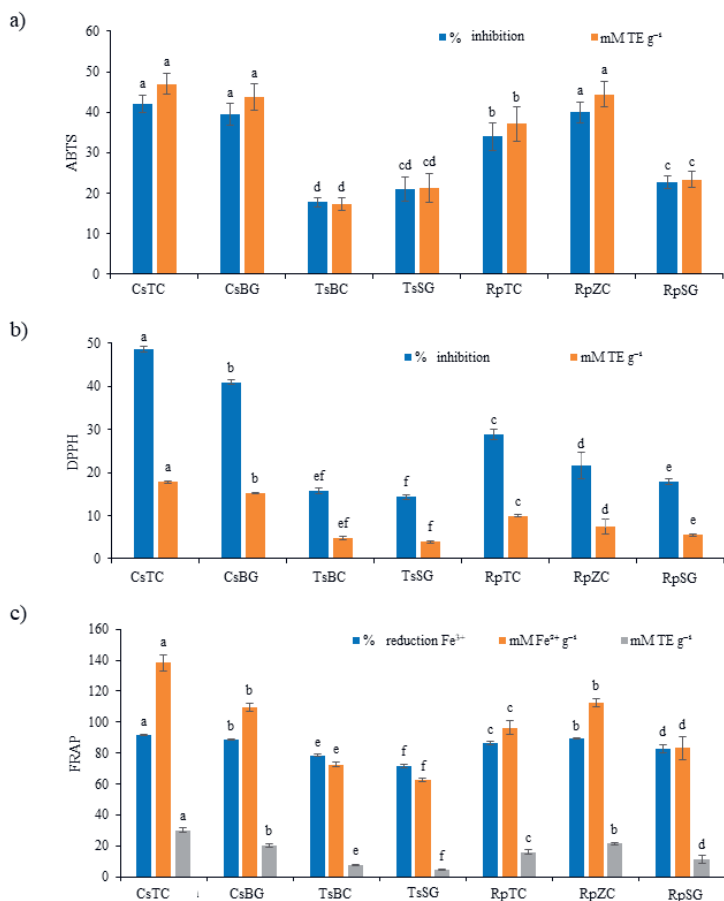 a)
60
% inhibition mM TE g⁻¹
50
a a a a a a
40
b b
ABTS
30
cd cd c c
20
d d
10
0
CsTC CsBG TsBC TsSG RpTC RpZC RpSG
b)
50
a
% inhibition mM TE g⁻¹
40
b
DPPH
30
c
d
20
a b ef f e
10
ef f c d e
0
CsTC CsBG TsBC TsSG RpTC RpZC RpSG
c)
160
% reduction Fe³⁺ mM Fe²⁺ g⁻¹ mM TE g⁻¹
140
a
120
b b
100
a b c c b
FRAP
80
e e f f d d
60
40
a
20
b e f c b d
0
CsTC CsBG TsBC TsSG RpTC RpZC RpSG